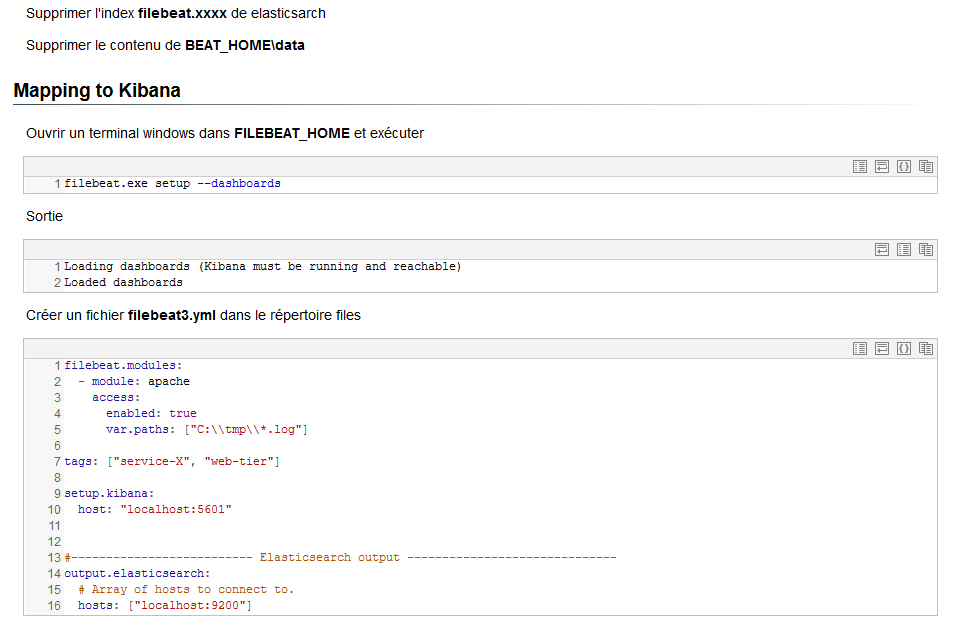 Supprimer l'index filebeat.xxxx de elasticsarch
Supprimer le contenu de BEAT_HOME\data
Mapping to Kibana
Ouvrir un terminal windows dans FILEBEAT_HOME et exécuter
1 filebeat.exe setup --dashboards
Sortie
1 Loading dashboards (Kibana must be running and reachable)
2 Loaded dashboards
Créer un fichier filebeat3.yml dans le répertoire files
1 filebeat.modules:
2   - module: apache
3     access:
4       enabled: true
5       var.paths: ["C:\\tmp\\*.log"]
6
7 tags: ["service-X", "web-tier"]
8
9 setup.kibana:
10   host: "localhost:5601"
11
12
13 #-------------------------- Elasticsearch output ------------------------------
14 output.elasticsearch:
15   # Array of hosts to connect to.
16   hosts: ["localhost:9200"]